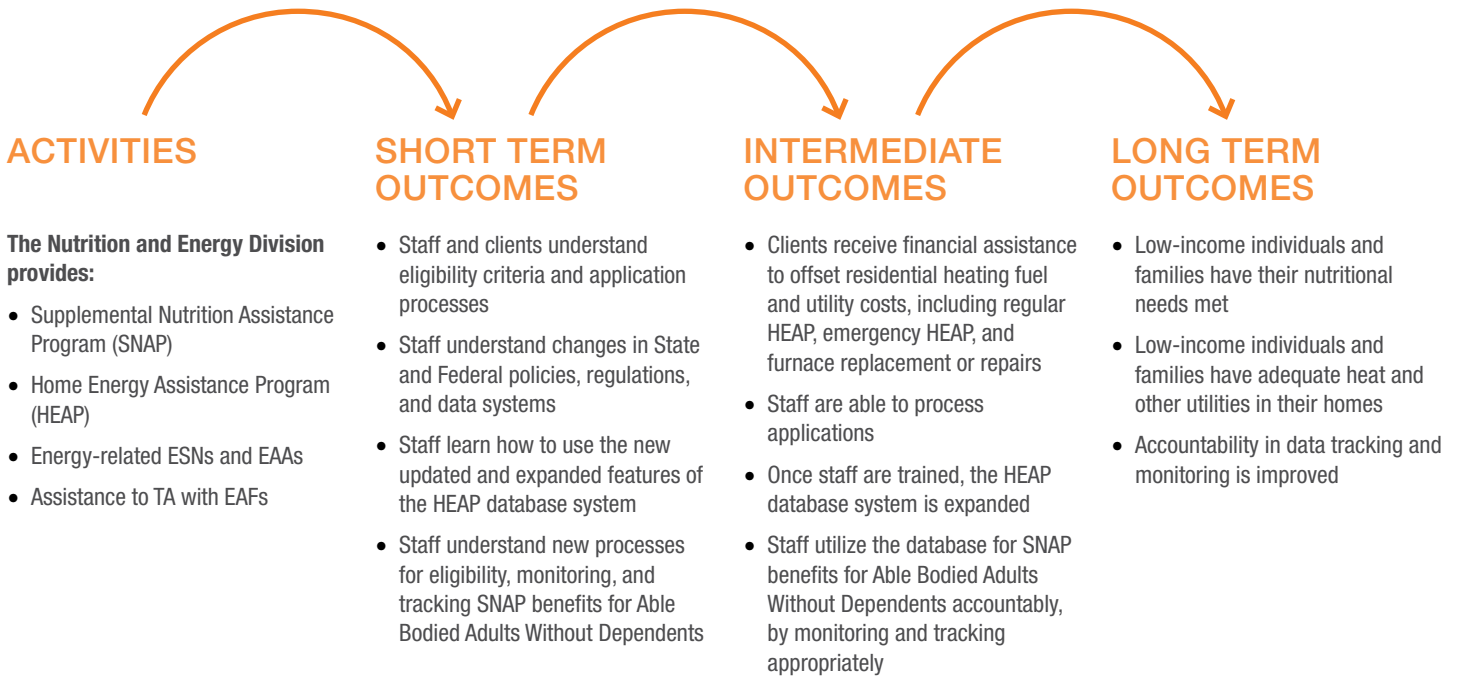 ACTIVITIES
The Nutrition and Energy Division
provides:
• Supplemental Nutrition Assistance
Program (SNAP)
• Home Energy Assistance Program
(HEAP)
• Energy-related ESNs and EAAs
• Assistance to TA with EAFs
SHORT TERM
OUTCOMES
• Staff and clients understand
eligibility criteria and application
processes
• Staff understand changes in State
and Federal policies, regulations,
and data systems
• Staff learn how to use the new
updated and expanded features of
the HEAP database system
• Staff understand new processes
for eligibility, monitoring, and
tracking SNAP benefits for Able
Bodied Adults Without Dependents
INTERMEDIATE
OUTCOMES
• Clients receive financial assistance
to offset residential heating fuel
and utility costs, including regular
HEAP, emergency HEAP, and
furnace replacement or repairs
• Staff are able to process
applications
• Once staff are trained, the HEAP
database system is expanded
• Staff utilize the database for SNAP
benefits for Able Bodied Adults
Without Dependents accountably,
by monitoring and tracking
appropriately
LONG TERM
OUTCOMES
• Low-income individuals and
families have their nutritional
needs met
• Low-income individuals and
families have adequate heat and
other utilities in their homes
• Accountability in data tracking and
monitoring is improved